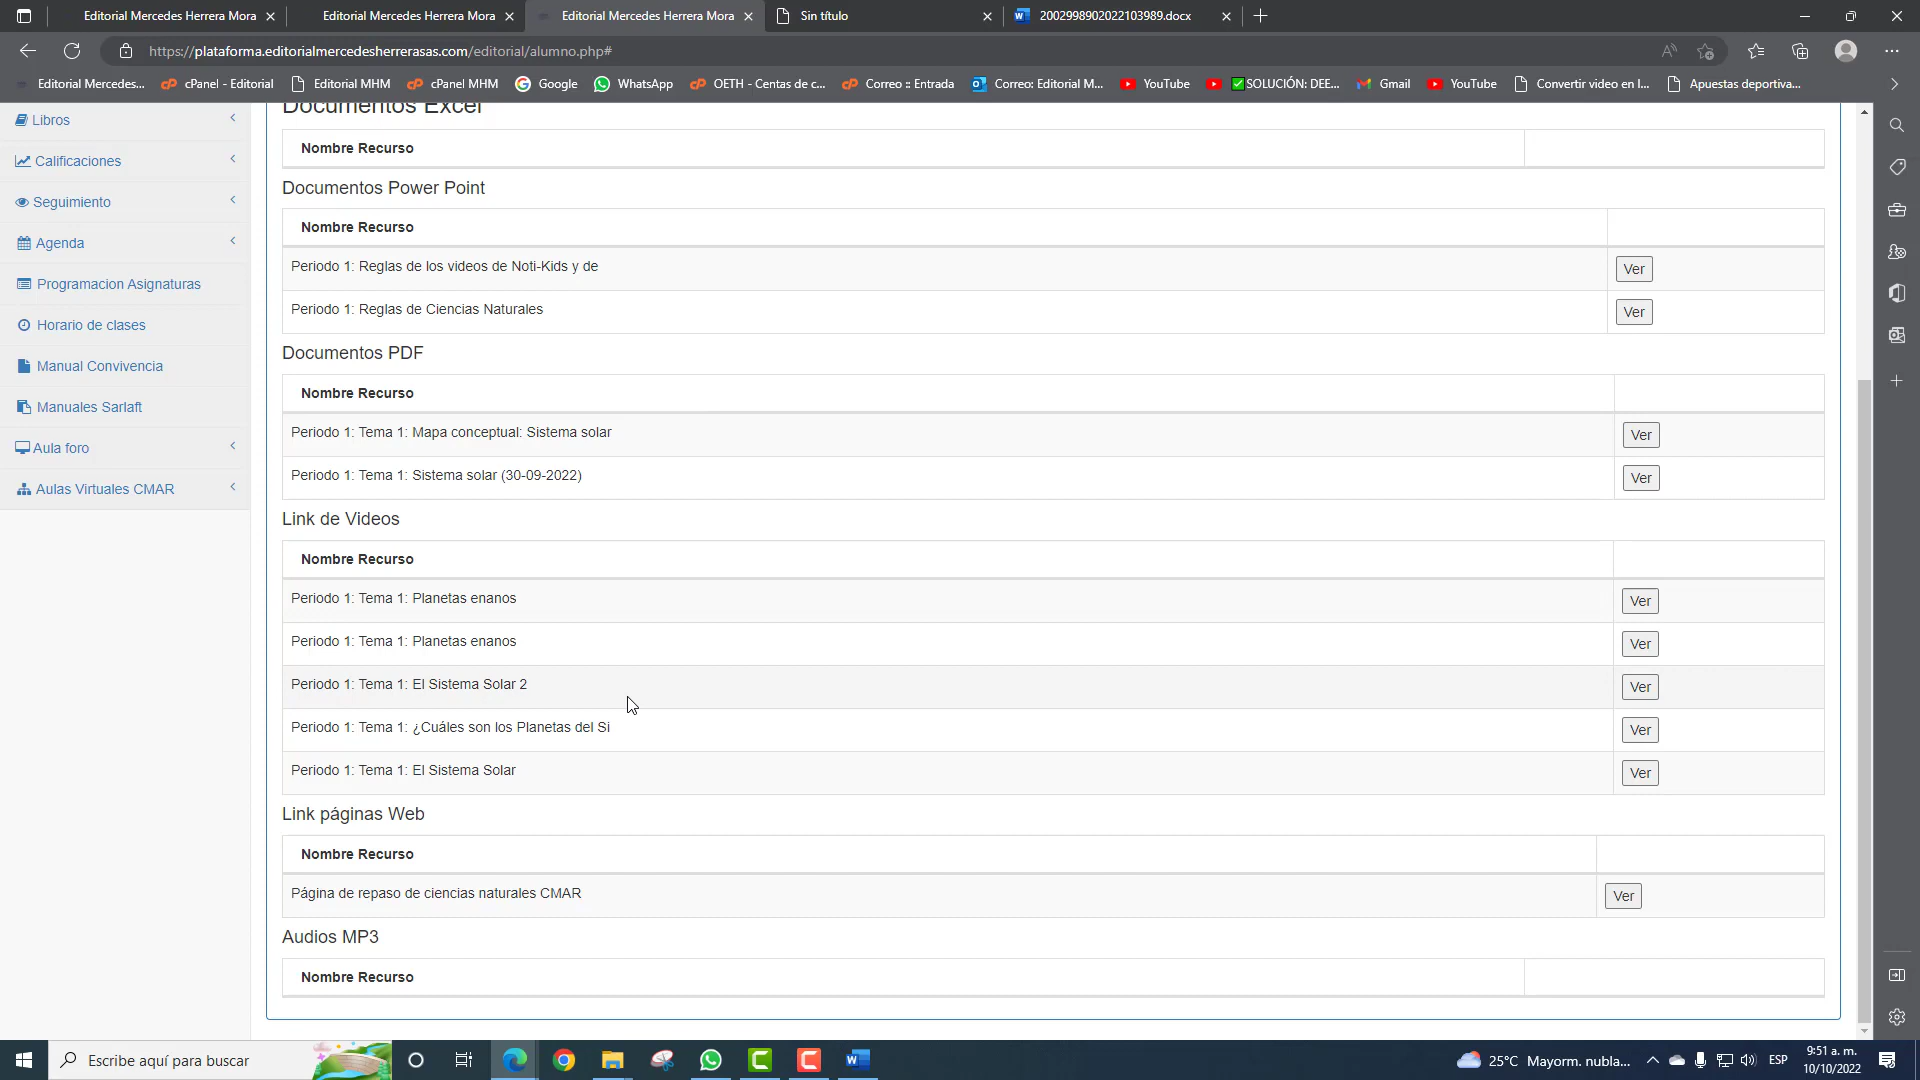 Editorial Mercedes Herrera Mora
Editorial Mercedes Herrera Mora
Editorial Mercedes Herrera Mora
Sin título
2002998902022103989.docx
https://plataforma.editorialmercedesherrerasas.com/editorial/alumno.php#
Editorial Mercedes...
cPanel - Editorial
Editorial MHM
cPanel MHM
Google
WhatsApp
OETH - Centas de c...
Correo :: Entrada
Correo: Editorial M...
YouTube
SOLUCIÓN: DEE...
Gmail
YouTube
Convertir video en l...
Apuestas deportiva...
Libros
Calificaciones
Seguimiento
Agenda
Programacion Asignaturas
Horario de clases
Manual Convivencia
Manuales Sarlaft
Aula foro
Aulas Virtuales CMAR
Documentos Excel
Nombre Recurso
Documentos Power Point
Nombre Recurso
Periodo 1: Reglas de los videos de Noti-Kids y de
Ver
Periodo 1: Reglas de Ciencias Naturales
Ver
Documentos PDF
Nombre Recurso
Periodo 1: Tema 1: Mapa conceptual: Sistema solar
Ver
Periodo 1: Tema 1: Sistema solar (30-09-2022)
Ver
Link de Videos
Nombre Recurso
Periodo 1: Tema 1: Planetas enanos
Ver
Periodo 1: Tema 1: Planetas enanos
Ver
Periodo 1: Tema 1: El Sistema Solar 2
Ver
Periodo 1: Tema 1: ¿Cuáles son los Planetas del Si
Ver
Periodo 1: Tema 1: El Sistema Solar
Ver
Link páginas Web
Nombre Recurso
Página de repaso de ciencias naturales CMAR
Ver
Audios MP3
Nombre Recurso
Escribe aquí para buscar
25°C Mayorm. nubla...
ESP
9:51 a. m.
10/10/2022